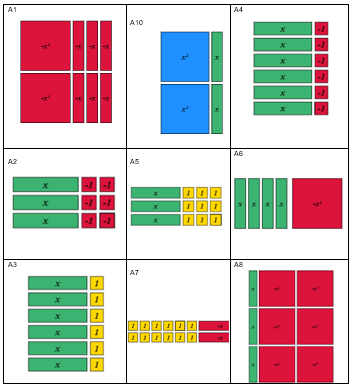 A1
-x² -x -x -x
-x² -x -x -x
A10
x² x
x² x
A4
x -1
x -1
x -1
x -1
x -1
x -1
A2
x -1 -1
x -1 -1
x -1 -1
A5
x 1 1 1
x 1 1 1
x 1 1 1
A6
x x x x -x²
A3
x 1
x 1
x 1
x 1
x 1
x 1
A7
1 1 1 1 1 1 -x
1 1 1 1 1 1 -x
A8
x -x² -x²
x -x² -x²
x -x² -x²